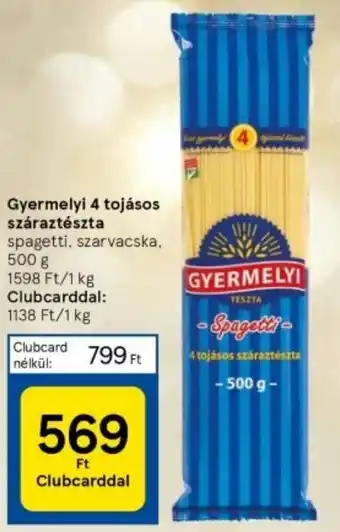 Gyermelyi 4 tojásos
száraztészta
spagetti, szarvacska,
500 g
1598 Ft/1 kg
Clubcarddal:
1138 Ft/1 kg
Clubcard
nélkül:
799 Ft
569
Ft
Clubcarddal
4
GYERMELYI
TÉSZTA
- Spagetti -
4 tojásos száraztészta
- 500 g -